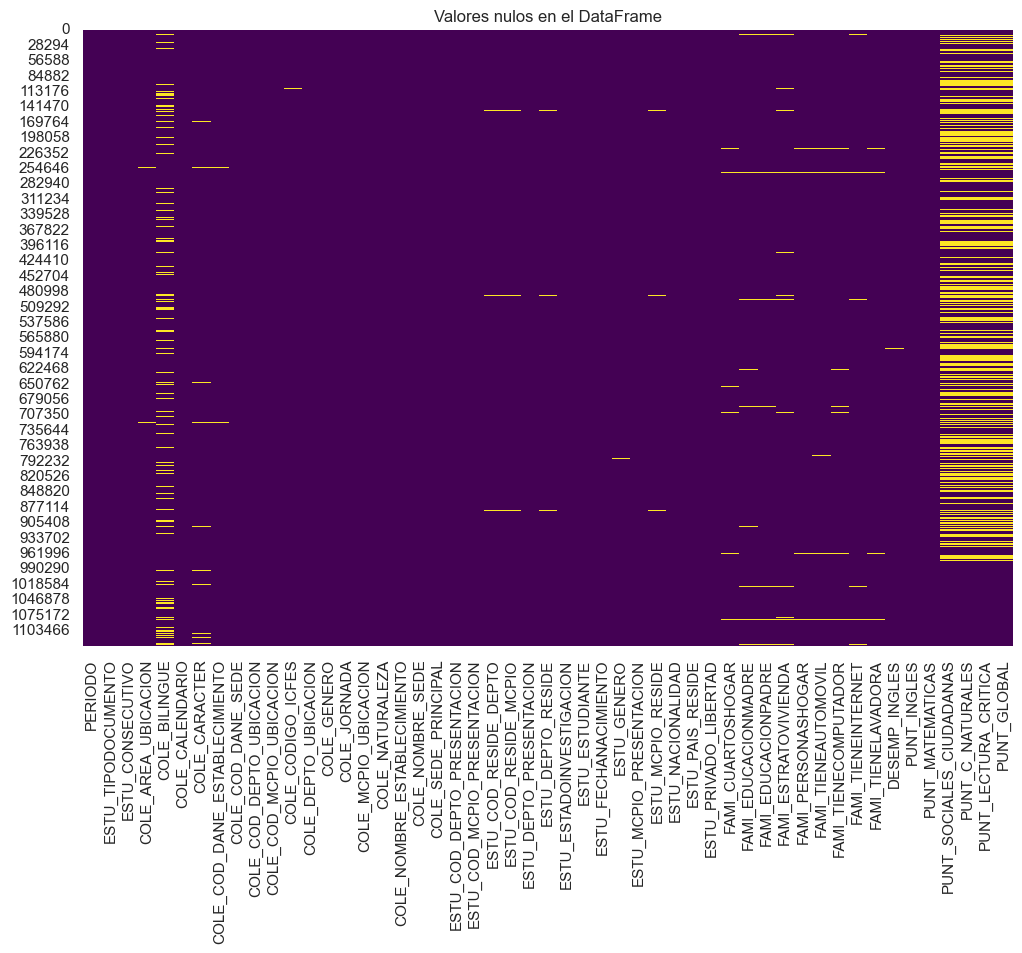 Valores nulos en el DataFrame
0
28294
56588
84882
113176
141470
169764
198058
226352
254646
282940
311234
339528
367822
396116
424410
452704
480998
509292
537586
565880
594174
622468
650762
679056
707350
735644
763938
792232
820526
848820
877114
905408
933702
961996
990290
1018584
1046878
1075172
1103466
PERIODO
ESTU_TIPODOCUMENTO
ESTU_CONSECUTIVO
COLE_AREA_UBICACION
COLE_BILINGUE
COLE_CALENDARIO
COLE_CARACTER
COLE_COD_DANE_ESTABLECIMIENTO
COLE_COD_DANE_SEDE
COLE_COD_DEPTO_UBICACION
COLE_COD_MCPIO_UBICACION
COLE_CODIGO_ICFES
COLE_DEPTO_UBICACION
COLE_GENERO
COLE_JORNADA
COLE_MCPIO_UBICACION
COLE_NATURALEZA
COLE_NOMBRE_ESTABLECIMIENTO
COLE_NOMBRE_SEDE
COLE_SEDE_PRINCIPAL
ESTU_COD_DEPTO_PRESENTACION
ESTU_COD_MCPIO_PRESENTACION
ESTU_COD_RESIDE_DEPTO
ESTU_COD_RESIDE_MCPIO
ESTU_DEPTO_PRESENTACION
ESTU_DEPTO_RESIDE
ESTU_ESTADOINVESTIGACION
ESTU_ESTUDIANTE
ESTU_FECHANACIMIENTO
ESTU_GENERO
ESTU_MCPIO_PRESENTACION
ESTU_MCPIO_RESIDE
ESTU_NACIONALIDAD
ESTU_PAIS_RESIDE
ESTU_PRIVADO_LIBERTAD
FAMI_CUARTOSHOGAR
FAMI_EDUCACIONMADRE
FAMI_EDUCACIONPADRE
FAMI_ESTRATOVIVIENDA
FAMI_PERSONASHOGAR
FAMI_TIENEAUTOMOVIL
FAMI_TIENECOMPUTADOR
FAMI_TIENEINTERNET
FAMI_TIENELAVADORA
DESEMP_INGLES
PUNT_INGLES
PUNT_MATEMATICAS
PUNT_SOCIALES_CIUDADANAS
PUNT_C_NATURALES
PUNT_LECTURA_CRITICA
PUNT_GLOBAL